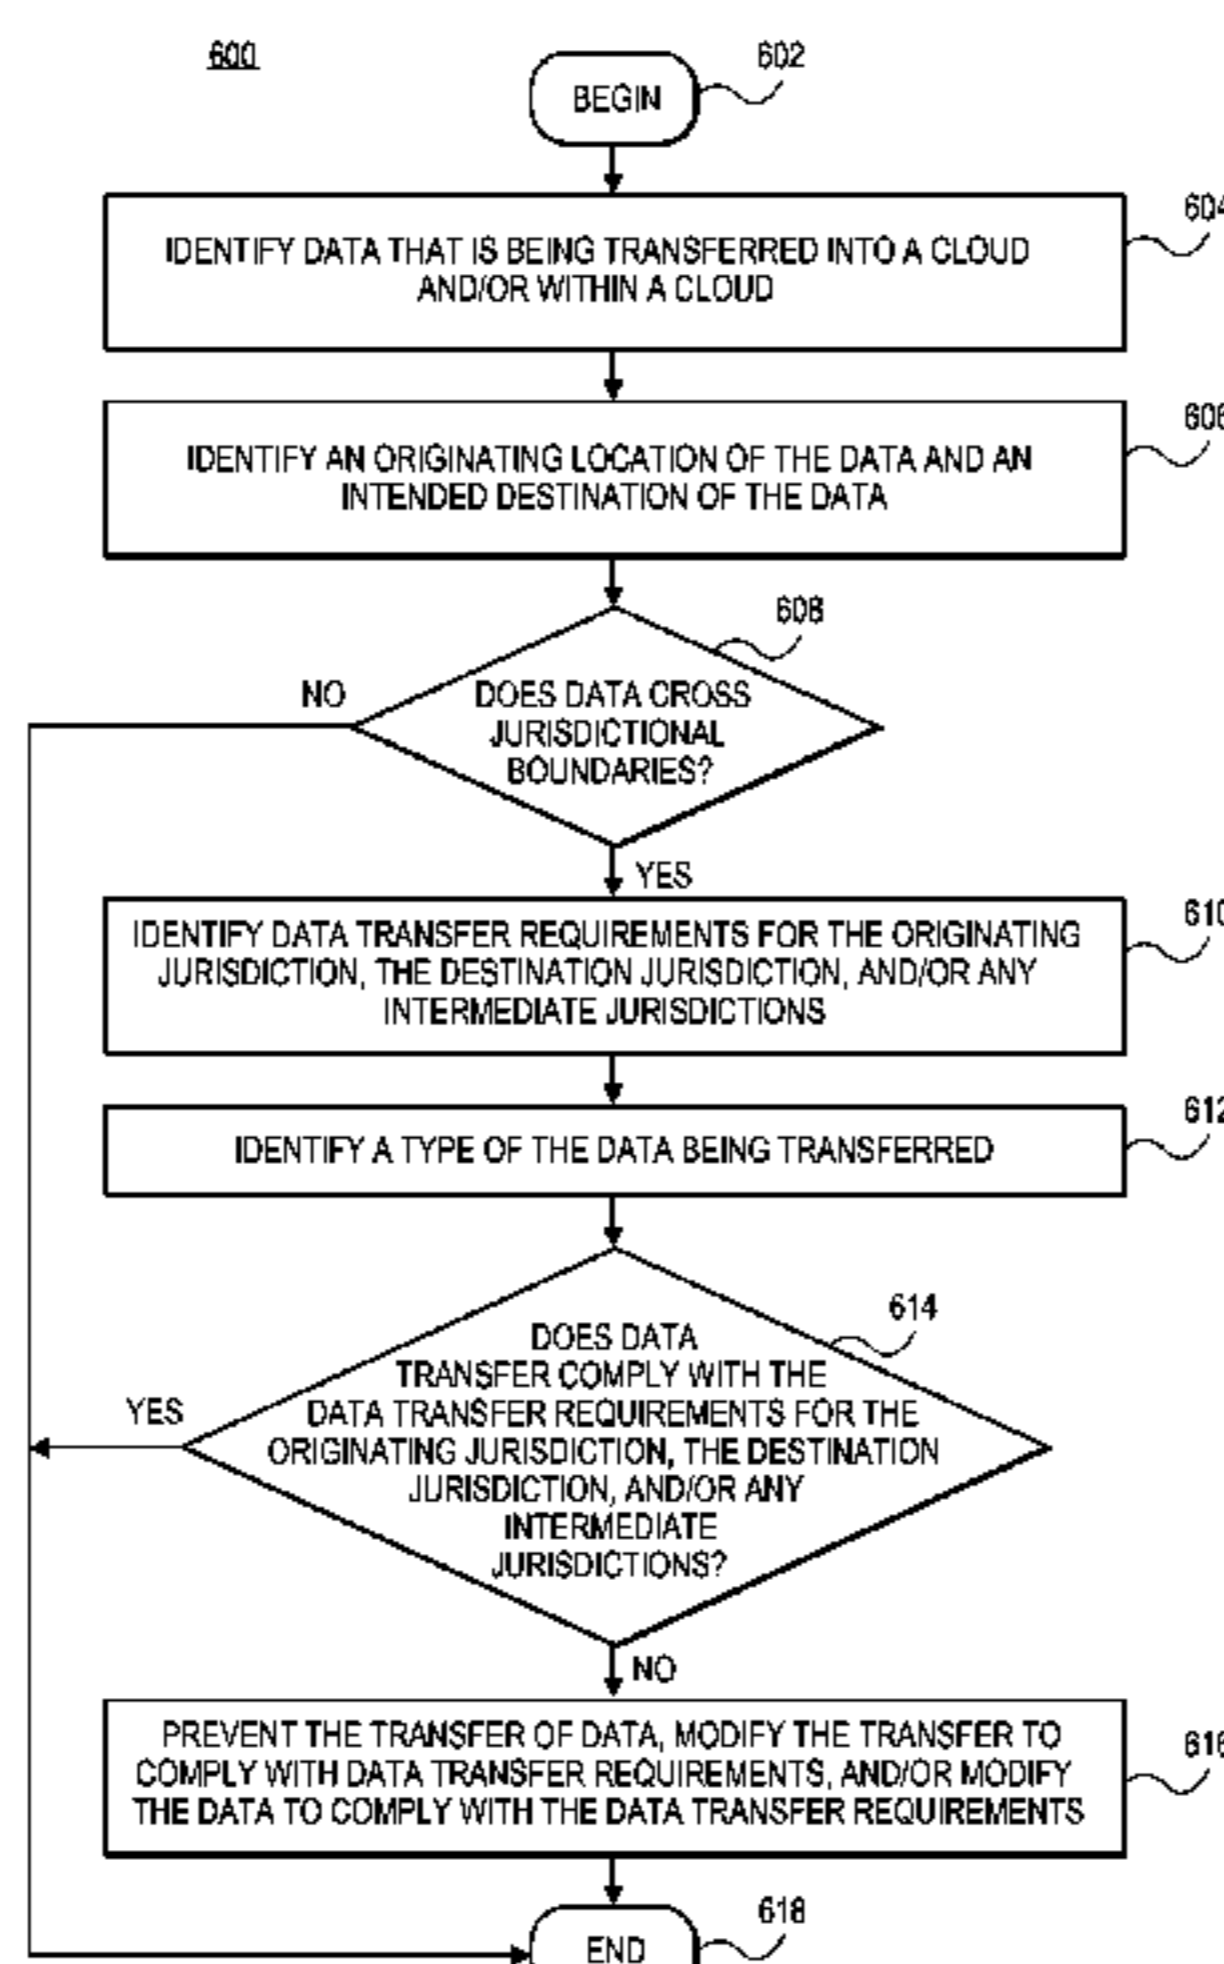 600
602
BEGIN
604
IDENTIFY DATA THAT IS BEING TRANSFERRED INTO A CLOUD
AND/OR WITHIN A CLOUD
606
IDENTIFY AN ORIGINATING LOCATION OF THE DATA AND AN
INTENDED DESTINATION OF THE DATA
608
NO
DOES DATA CROSS
JURISDICTIONAL
BOUNDARIES?
YES
610
IDENTIFY DATA TRANSFER REQUIREMENTS FOR THE ORIGINATING
JURISDICTION, THE DESTINATION JURISDICTION, AND/OR ANY
INTERMEDIATE JURISDICTIONS
612
IDENTIFY A TYPE OF THE DATA BEING TRANSFERRED
614
YES
DOES DATA
TRANSFER COMPLY WITH THE
DATA TRANSFER REQUIREMENTS FOR THE
ORIGINATING JURISDICTION, THE DESTINATION
JURISDICTION, AND/OR ANY
INTERMEDIATE
JURISDICTIONS?
NO
616
PREVENT THE TRANSFER OF DATA, MODIFY THE TRANSFER TO
COMPLY WITH DATA TRANSFER REQUIREMENTS, AND/OR MODIFY
THE DATA TO COMPLY WITH THE DATA TRANSFER REQUIREMENTS
618
END